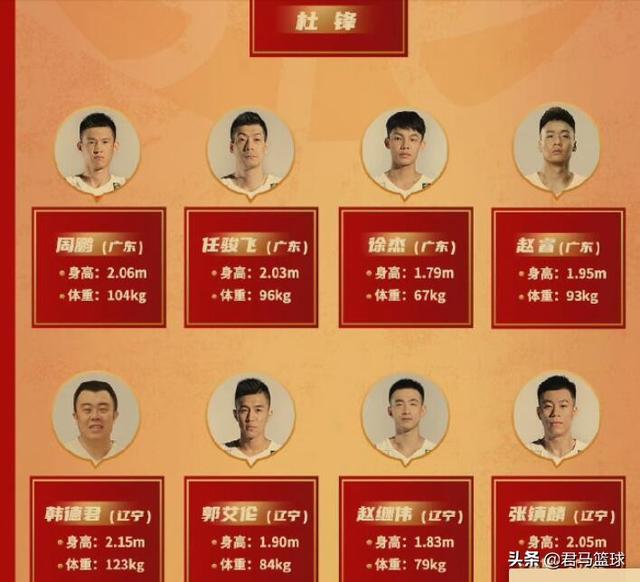 杜锋
周鹏（广东） 任骏飞（广东） 徐杰（广东） 赵睿（广东）
身高：2.06m 身高：2.03m 身高：1.79m 身高：1.95m
体重：104kg 体重：96kg 体重：67kg 体重：93kg
韩德君（辽宁） 郭艾伦（辽宁） 赵继伟（辽宁） 张镇麟（辽宁）
身高：2.15m 身高：1.90m 身高：1.83m 身高：2.05m
体重：123kg 体重：84kg 体重：79kg
头条 @君马篮球